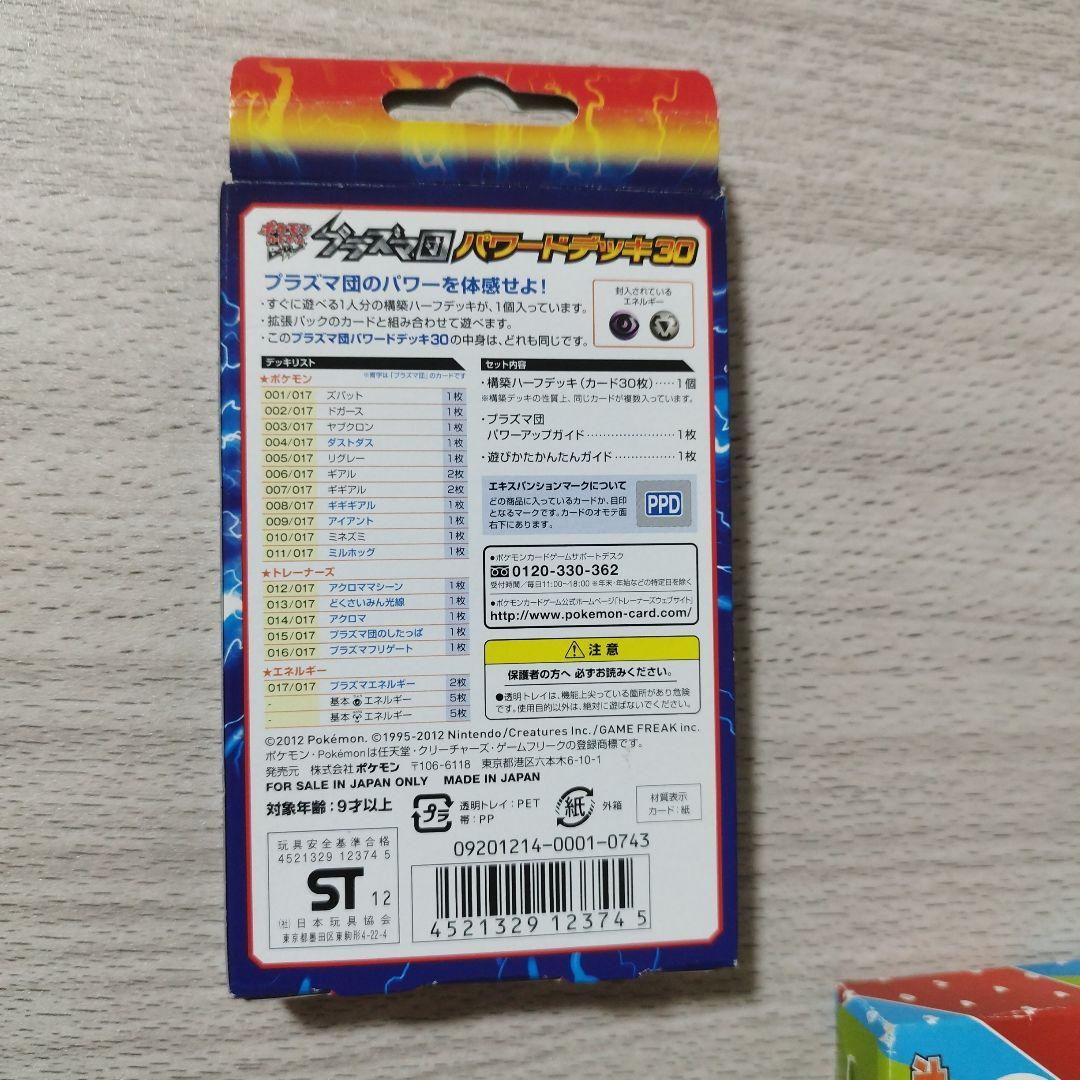 ポケモンカードゲームBW プラズマ団 パワードデッキ30
プラズマ団のパワーを体感せよ!
・すぐに遊べる1人分の構築ハーフデッキが、1個入っています。
・拡張パックのカードと組み合わせて遊べます。
・このプラズマ団パワードデッキ30の中身は、どれも同じです。
封入されている
エネルギー
デッキリスト
★ポケモン
※青字は「プラズマ団」のカードです
001/017 ズバット 1枚
002/017 ドガース 1枚
003/017 ヤブクロン 1枚
004/017 ダストダス 1枚
005/017 リグレー 1枚
006/017 ギアル 2枚
007/017 ギギアル 2枚
008/017 ギギギアル 1枚
009/017 アイアント 1枚
010/017 ミネズミ 1枚
011/017 ミルホッグ 1枚
★トレーナーズ
012/017 アクロママシーン 1枚
013/017 どくさいみん光線 1枚
014/017 アクロマ 1枚
015/017 プラズマ団のしたっぱ 1枚
016/017 プラズマフリゲート 1枚
★エネルギー
017/017 プラズマエネルギー 2枚
- 基本 エネルギー 5枚
- 基本 エネルギー 5枚
セット内容
・構築ハーフデッキ(カード30枚)‥‥‥1個
※構築デッキの性質上、同じカードが複数入っています。
・プラズマ団
パワーアップガイド‥‥‥‥‥‥‥‥1枚
・遊びかたかんたんガイド‥‥‥‥‥1枚
エキスパンションマークについて
どの商品に入っているカードか、目印
となるマークです。カードのオモテ面
右下にあります。
PPD
●ポケモンカードゲームサポートデスク
0120-330-362
受付時間/毎日11:00~18:00 ※年末・年始などの特定日を除く
●ポケモンカードゲーム公式ホームページ「トレーナーズウェブサイト」
http://www.pokemon-card.com/
注意
保護者の方へ 必ずお読みください。
●透明トレイは、機能上尖っている箇所があり危険
です。使用目的以外は、絶対に遊ばないでください。
©2012 Pokémon. ©1995-2012 Nintendo/Creatures Inc./GAME FREAK inc.
ポケモン・Pokémonは任天堂・クリーチャーズ・ゲームフリークの登録商標です。
発売元 株式会社ポケモン 〒106-6118 東京都港区六本木6-10-1
FOR SALE IN JAPAN ONLY MADE IN JAPAN
対象年齢:9才以上
プラ
透明トレイ:PET
帯:PP
紙
外箱
材質表示
カード:紙
玩具安全基準合格
4521329 12374 5
ST 12
(社)日本玩具協会
東京都墨田区東駒形4-22-4
09201214-0001-0743
4521329 123745